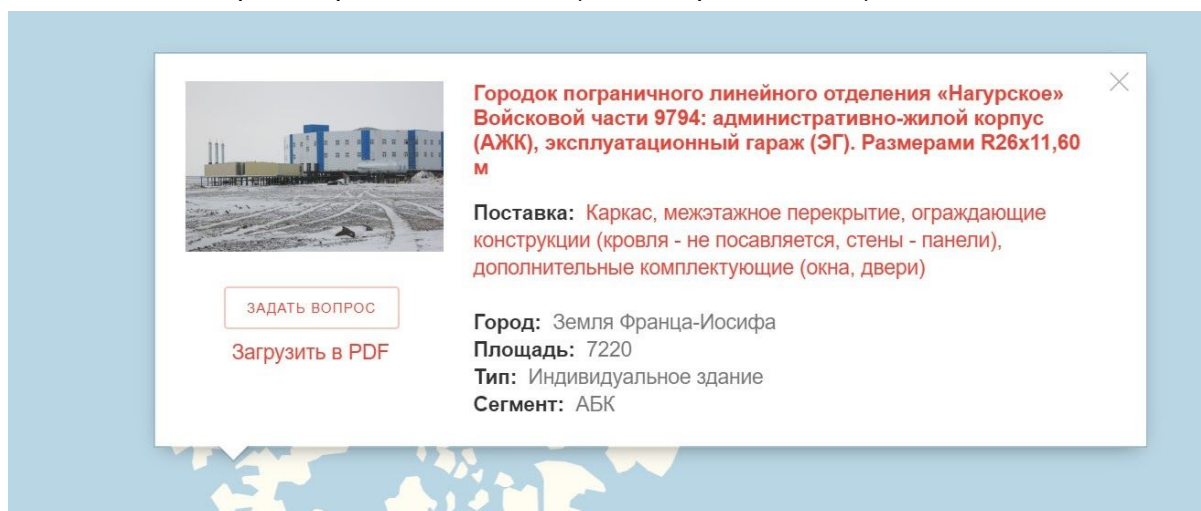 Городок пограничного линейного отделения «Нагурское»
Войсковой части 9794: административно-жилой корпус
(АЖК), эксплуатационный гараж (ЭГ). Размерами R26x11,60
м
Поставка: Каркас, межэтажное перекрытие, ограждающие
конструкции (кровля - не посавляется, стены - панели),
дополнительные комплектующие (окна, двери)
ЗАДАТЬ ВОПРОС
Загрузить в PDF
Город: Земля Франца-Иосифа
Площадь: 7220
Тип: Индивидуальное здание
Сегмент: АБК